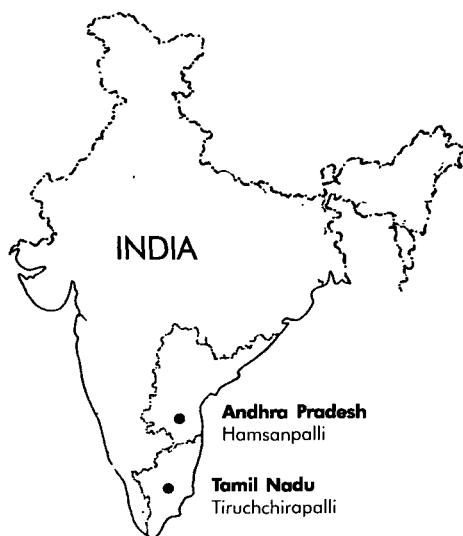 INDIA
Andhra Pradesh
Hamsanpalli
Tamil Nadu
Tiruchchirapalli